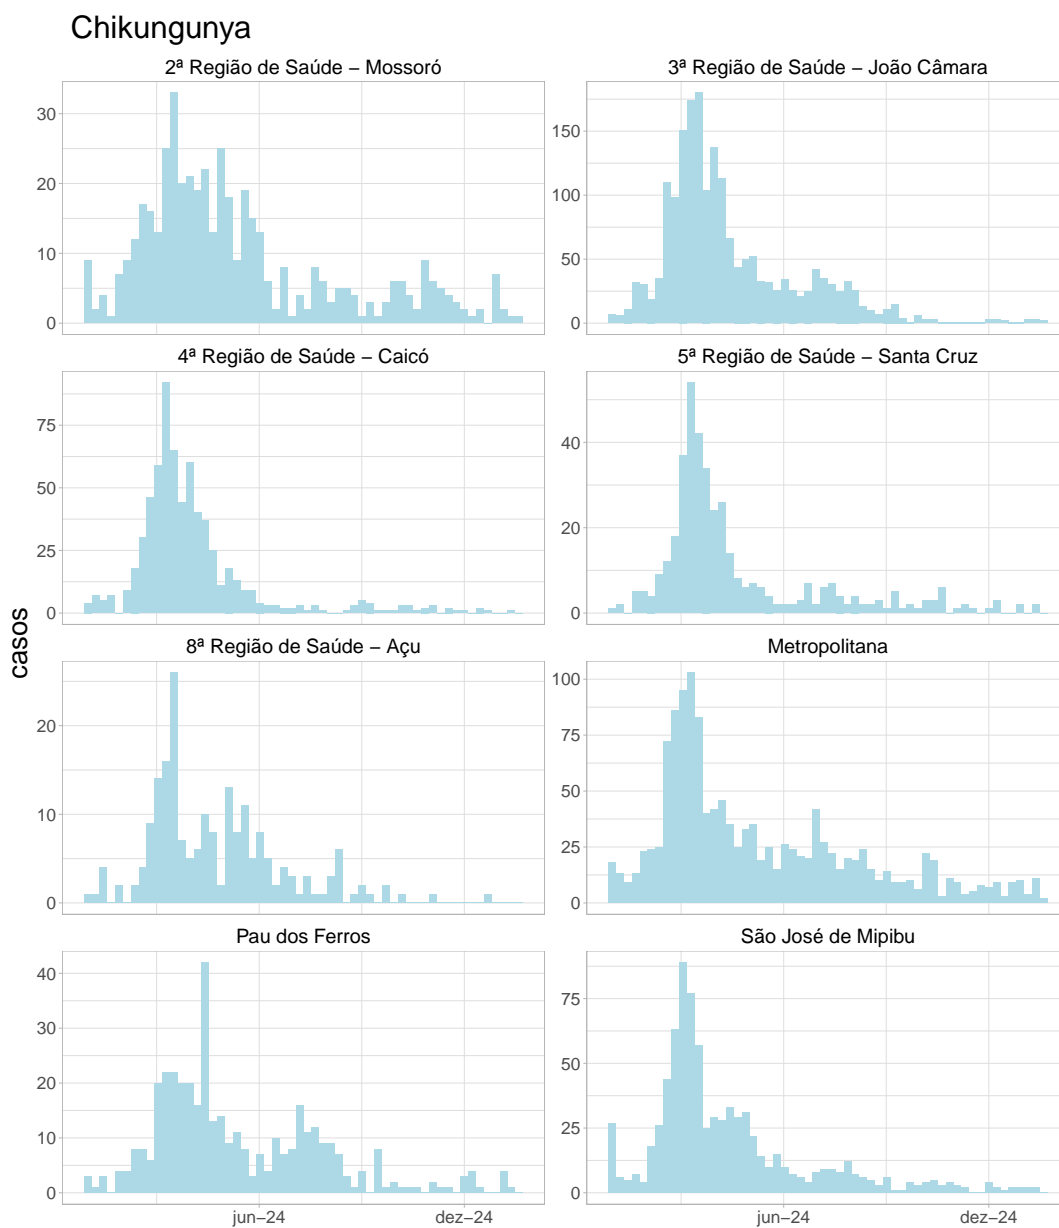 Chikungunya
2ª Região de Saúde – Mossoró
3ª Região de Saúde – João Câmara
30
20
10
0
150
100
50
0
4ª Região de Saúde – Caicó
5ª Região de Saúde – Santa Cruz
75
50
25
0
40
20
0
casos
8ª Região de Saúde – Açu
Metropolitana
20
10
0
100
75
50
25
0
Pau dos Ferros
São José de Mipibu
40
30
20
10
0
75
50
25
0
jun–24
dez–24
jun–24
dez–24